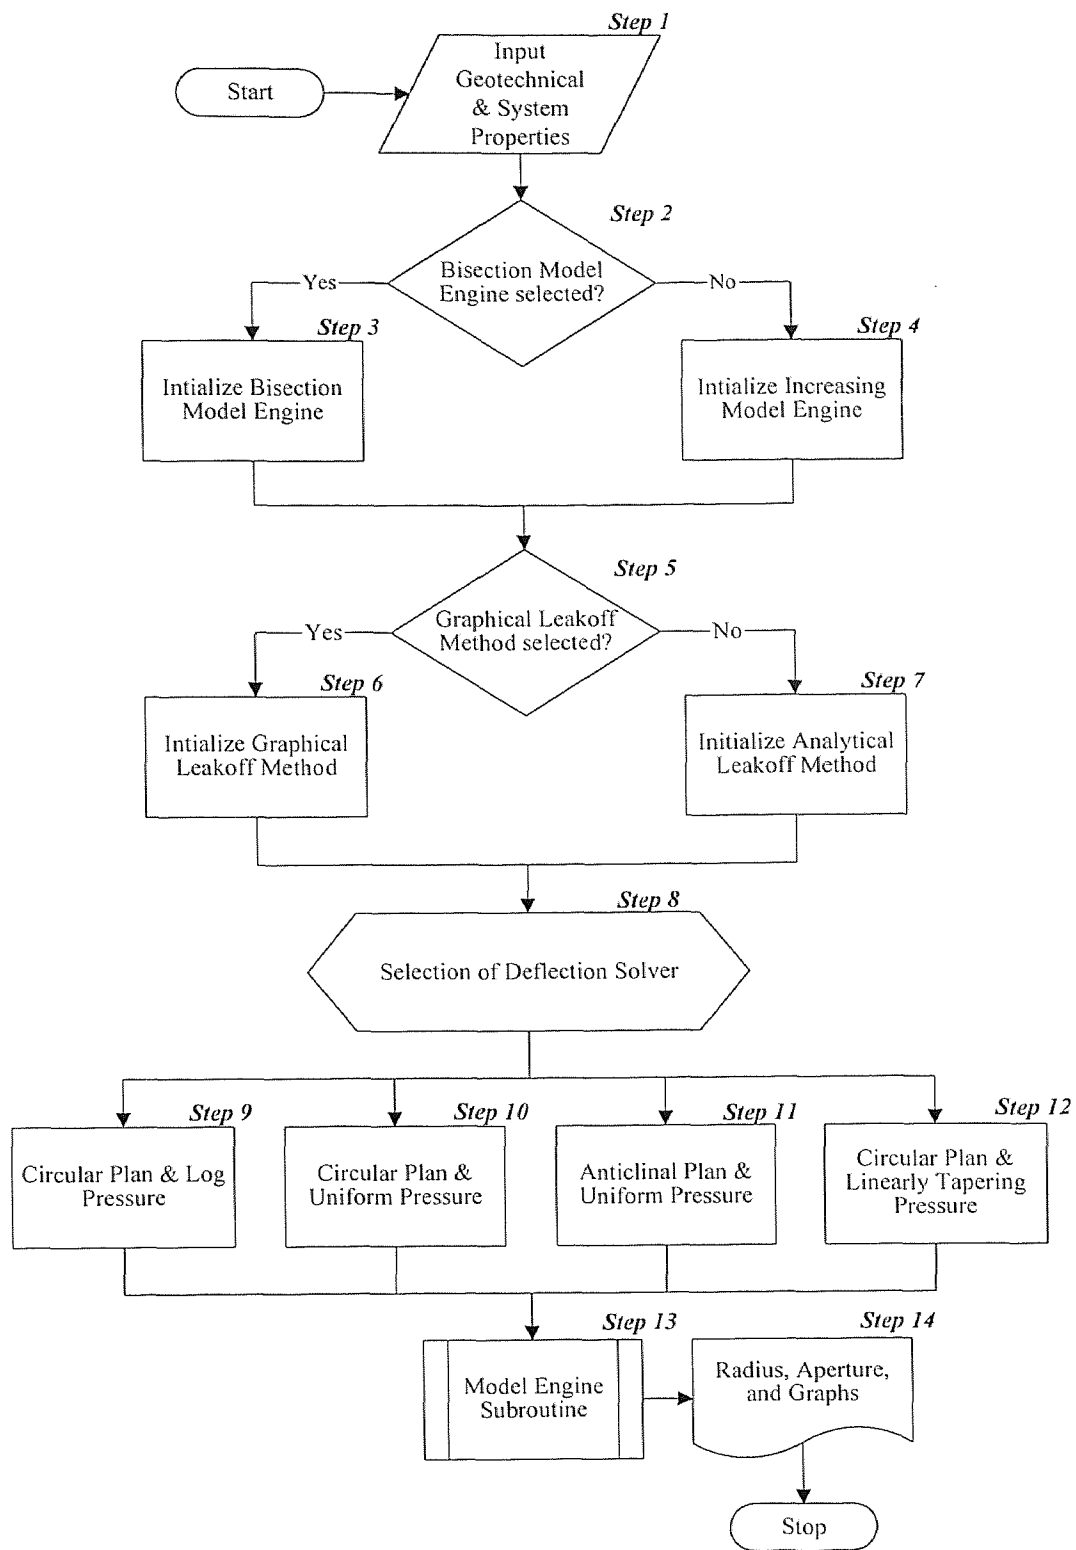 Step 1
Input
Geotechnical
& System
Properties
Start
Step 2
Bisection Model
Engine selected?
Yes
No
Step 3
Intialize Bisection
Model Engine
Step 4
Intialize Increasing
Model Engine
Step 5
Graphical Leakoff
Method selected?
Yes
No
Step 6
Intialize Graphical
Leakoff Method
Step 7
Initialize Analytical
Leakoff Method
Step 8
Selection of Deflection Solver
Step 9
Circular Plan & Log
Pressure
Step 10
Circular Plan &
Uniform Pressure
Step 11
Anticlinal Plan &
Uniform Pressure
Step 12
Circular Plan &
Linearly Tapering
Pressure
Step 13
Model Engine
Subroutine
Step 14
Radius, Aperture,
and Graphs
Stop